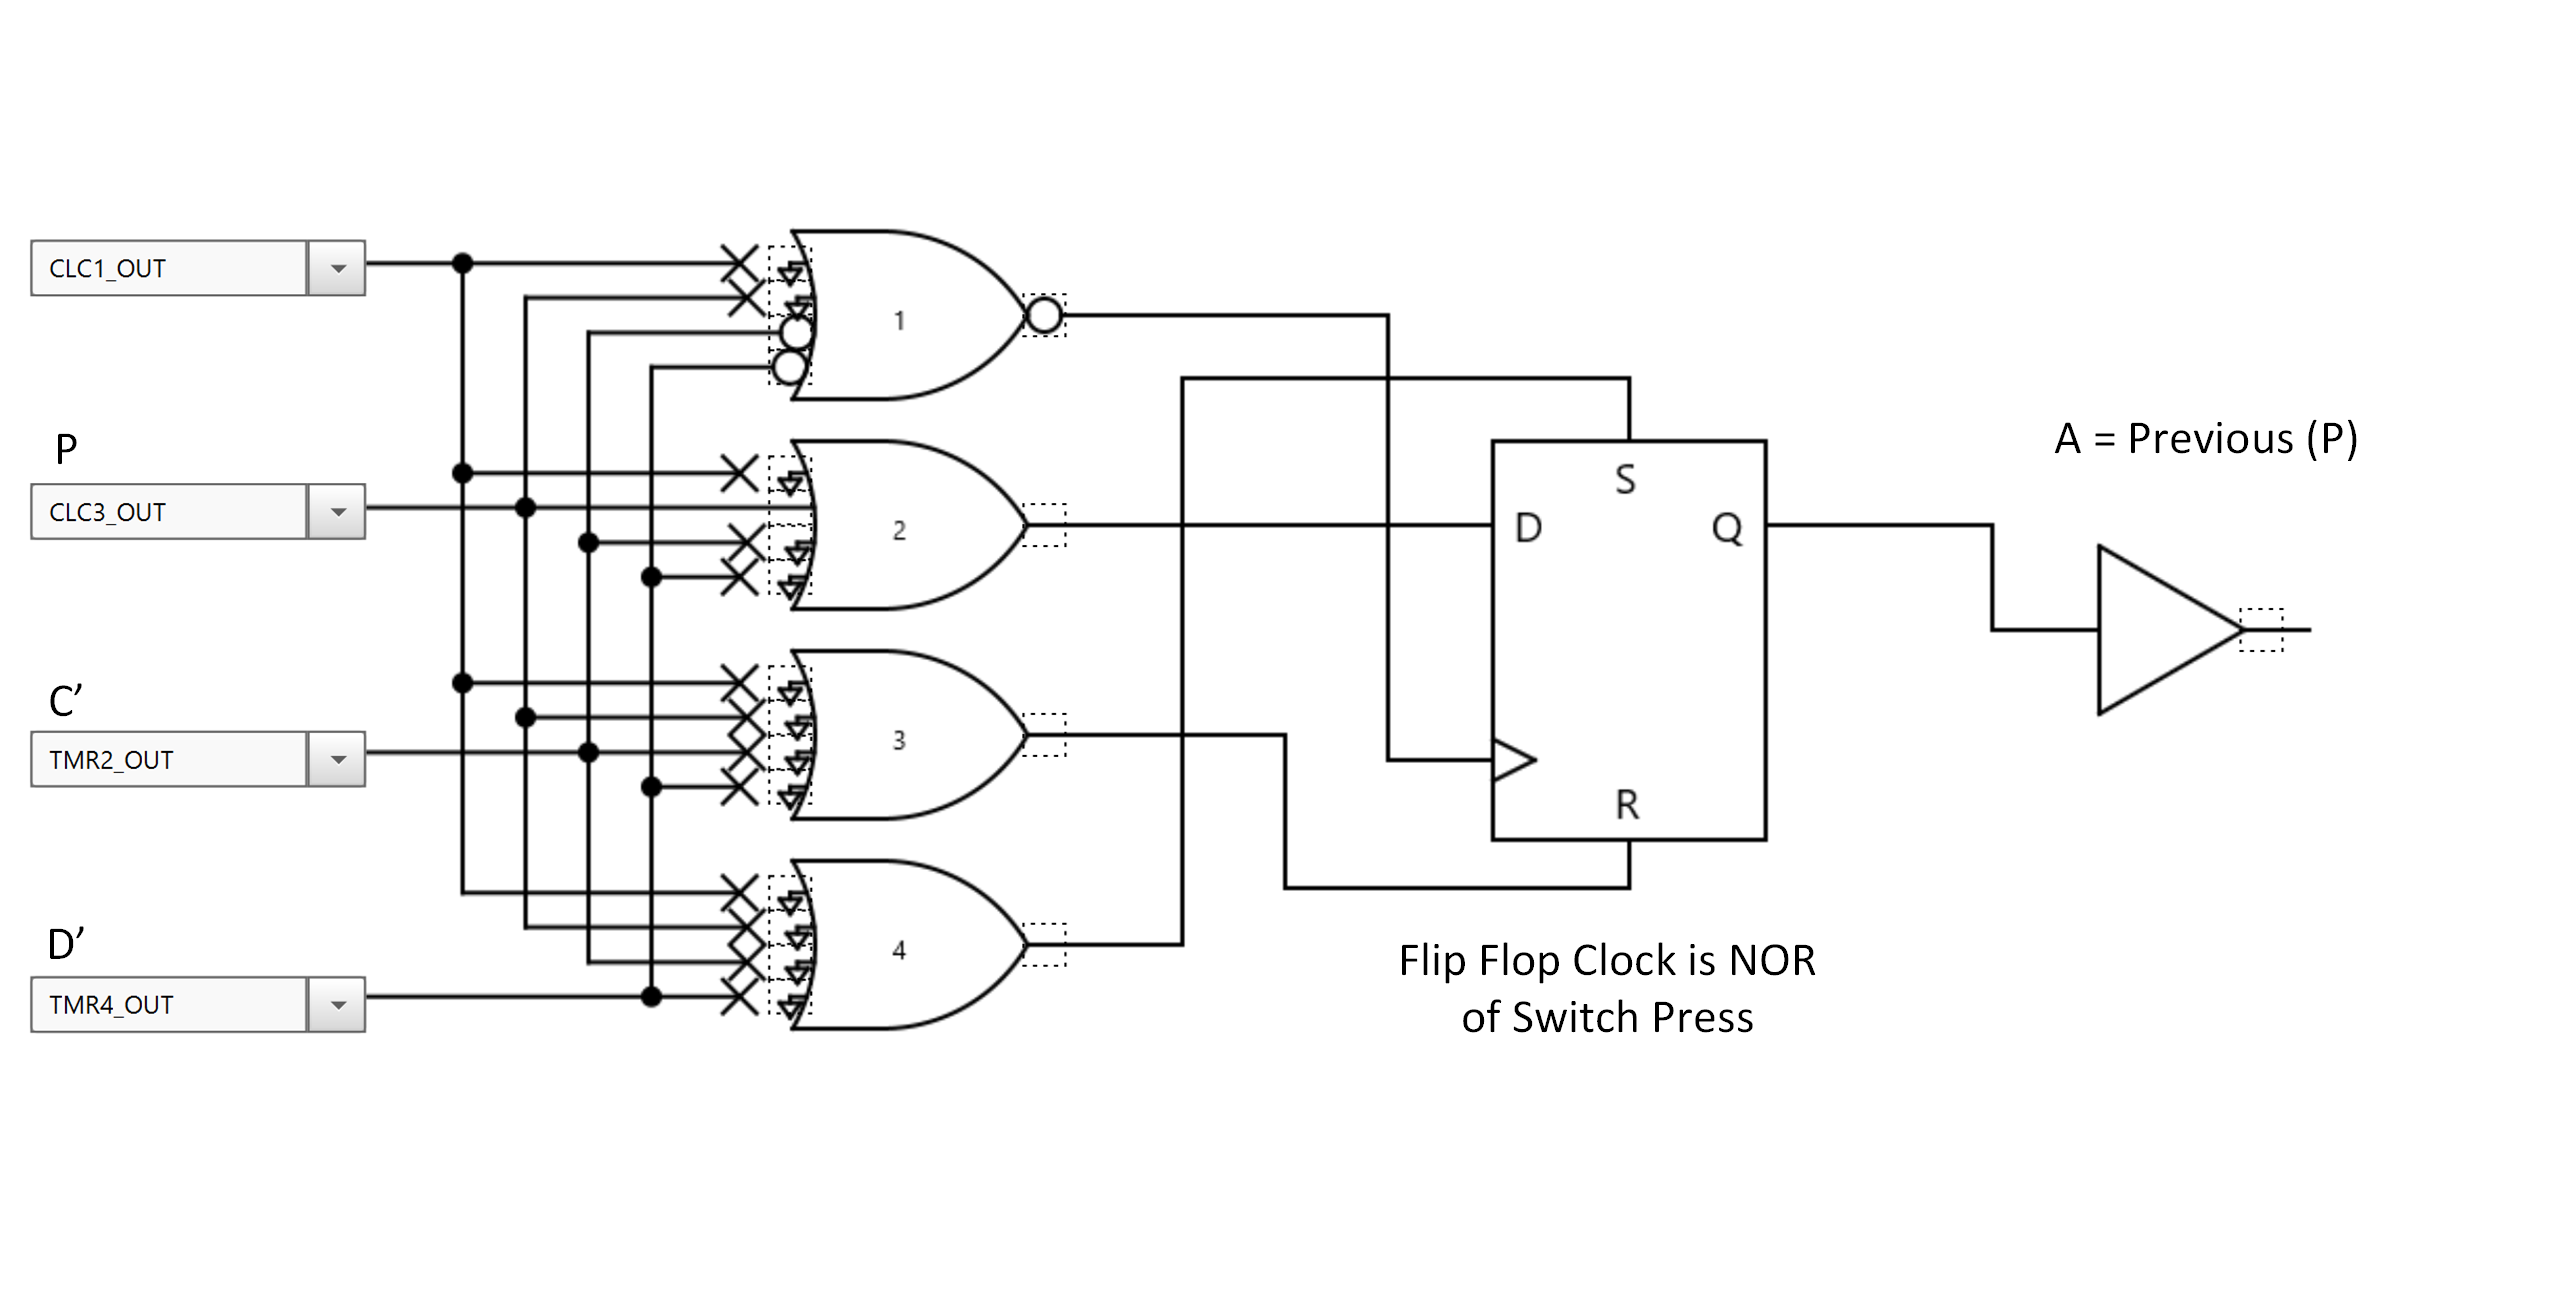 CLC1_OUT
1
P
CLC3_OUT
2
S
D
Q
A = Previous (P)
C’
TMR2_OUT
3
R
D’
TMR4_OUT
4
Flip Flop Clock is NOR
of Switch Press